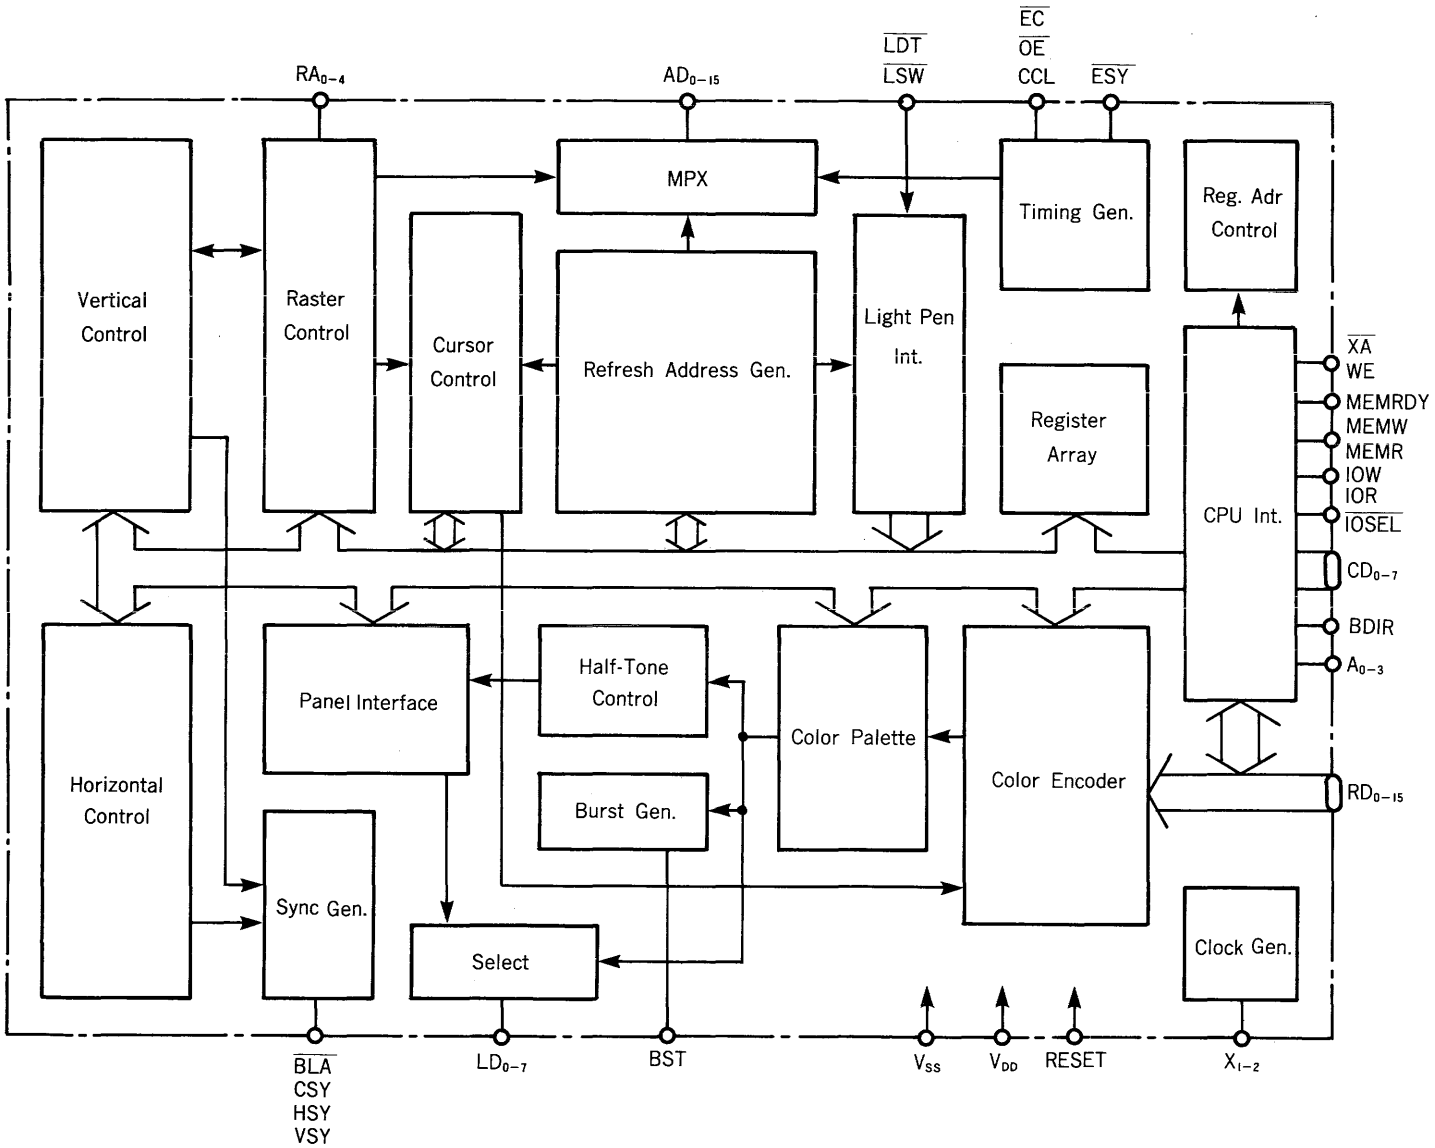 EC
OE
CCL
LDT
LSW
ESY
RA₀₋₄
AD₀₋₁₅
Vertical
Control
Raster
Control
Cursor
Control
MPX
Refresh Address Gen.
Light Pen
Int.
Timing Gen.
Reg. Adr
Control
Register
Array
CPU Int.
XA
WE
MEMRDY
MEMW
MEMR
IOW
IOR
IOSEL
CD₀₋₇
BDIR
A₀₋₃
RD₀₋₁₅
Horizontal
Control
Panel Interface
Half-Tone
Control
Burst Gen.
Color Palette
Color Encoder
Sync Gen.
Select
Clock Gen.
BLA
CSY
HSY
VSY
LD₀₋₇
BST
Vss
VDD
RESET
X₁₋₂